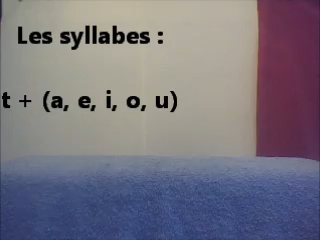 Les syllabes :
t + (a, e, i, o, u)